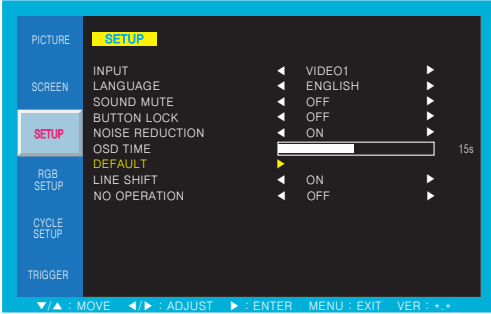 PICTURE
SCREEN
SETUP
RGB
SETUP
CYCLE
SETUP
TRIGGER
SETUP
INPUT ◀ VIDEO1 ▶
LANGUAGE ◀ ENGLISH ▶
SOUND MUTE ◀ OFF ▶
BUTTON LOCK ◀ OFF ▶
NOISE REDUCTION ◀ ON ▶
OSD TIME 15s
DEFAULT ▶
LINE SHIFT ◀ ON ▶
NO OPERATION ◀ OFF ▶
▼/▲ : MOVE ◀/▶ : ADJUST ▶ : ENTER MENU : EXIT VER : *.*